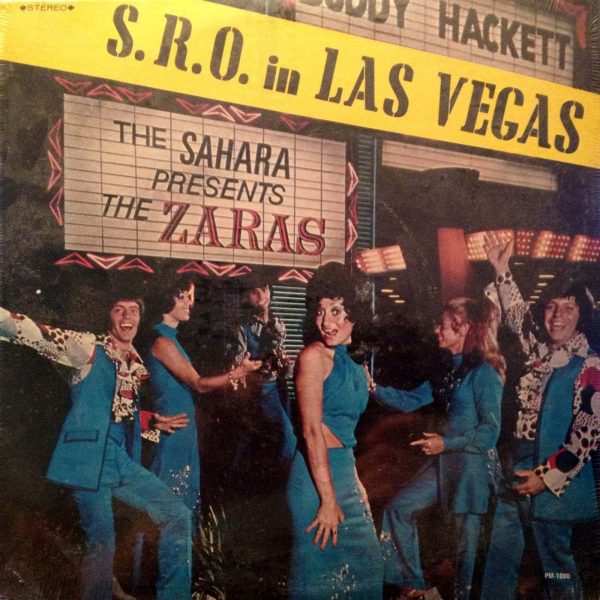 STEREO
BUDDY HACKETT
S.R.O. in LAS VEGAS
THE SAHARA
PRESENTS
THE ZARAS
PM-1080